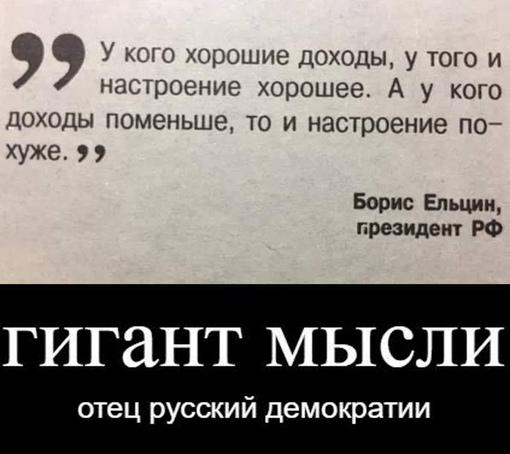 ❞ У кого хорошие доходы, у того и
настроение хорошее. А у кого
доходы поменьше, то и настроение по-
хуже.❞
Борис Ельцин,
президент РФ
гигант мысли
отец русский демократии